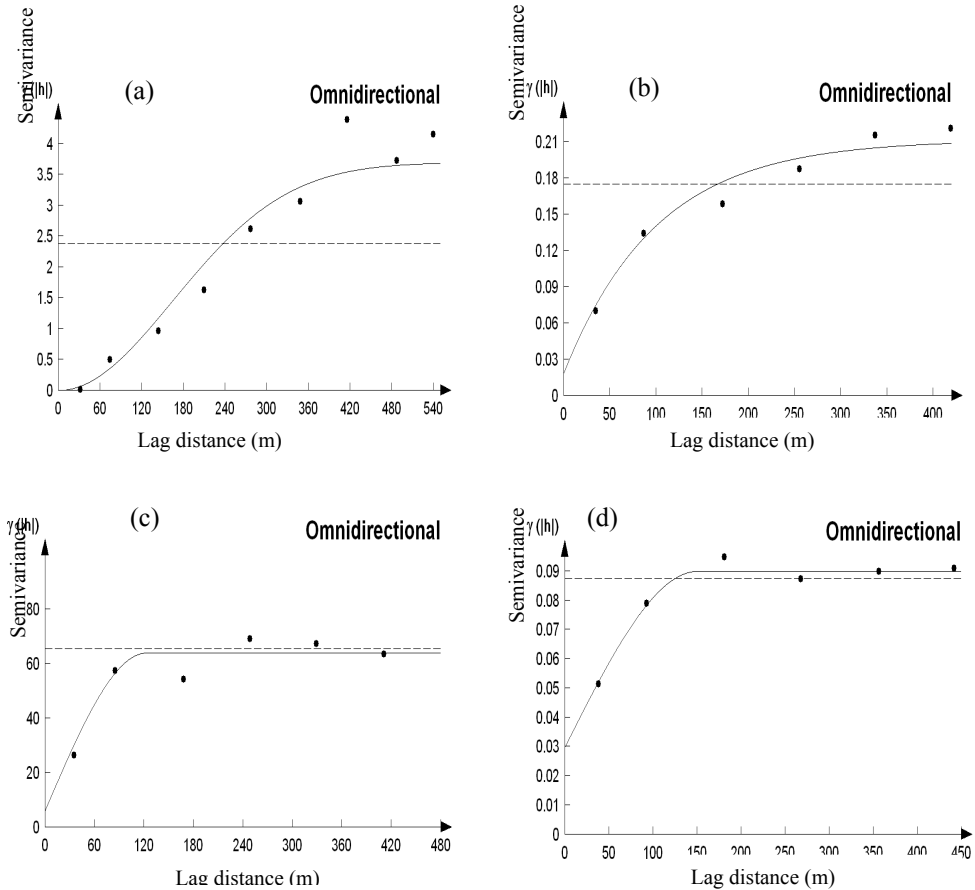 Semivariance
γ (|h|)
(a)
Omnidirectional
4
3.5
3
2.5
2
1.5
1
0.5
0
0 60 120 180 240 300 360 420 480 540
Lag distance (m)
Semivariance
γ (|h|)
(b)
Omnidirectional
0.21
0.18
0.15
0.12
0.09
0.06
0.03
0
0 50 100 150 200 250 300 350 400
Lag distance (m)
Semivariance
γ (|h|)
(c)
Omnidirectional
80
60
40
20
0
0 60 120 180 240 300 360 420 480
Lag distance (m)
Semivariance
γ (|h|)
(d)
Omnidirectional
0.09
0.08
0.07
0.06
0.05
0.04
0.03
0.02
0.01
0
0 50 100 150 200 250 300 350 400 450
Lag distance (m)